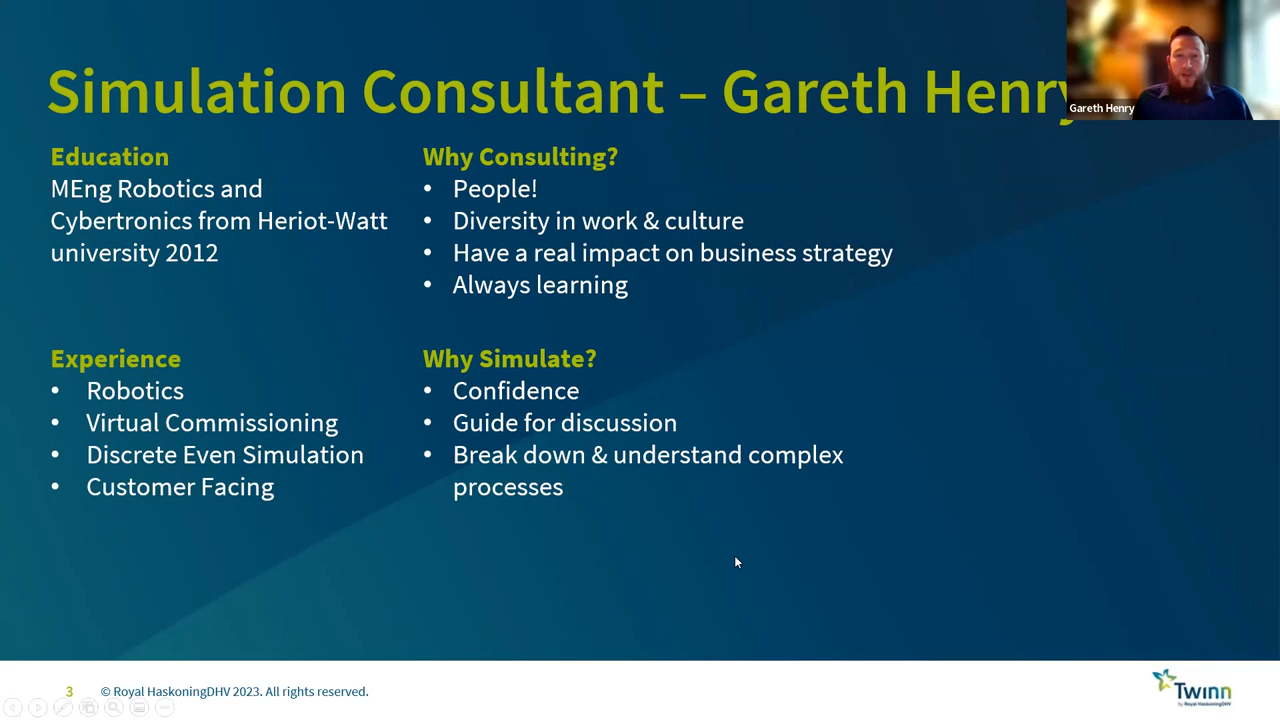 Simulation Consultant – Gareth Henry
Gareth Henry
Education
MEng Robotics and
Cybertronics from Heriot-Watt
university 2012
Why Consulting?
• People!
• Diversity in work & culture
• Have a real impact on business strategy
• Always learning
Experience
• Robotics
• Virtual Commissioning
• Discrete Even Simulation
• Customer Facing
Why Simulate?
• Confidence
• Guide for discussion
• Break down & understand complex
processes
3
© Royal HaskoningDHV 2023. All rights reserved.
Twinn
by Royal HaskoningDHV